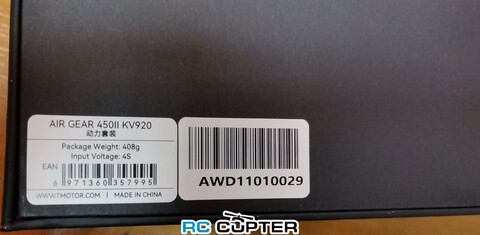 AIR GEAR 450II KV920
动力套装
Package Weight: 408g
Input Voltage: 4S
EAN
6 971360 357995
WWW.TMOTOR.COM | MADE IN CHINA
AWD11010029
RC COPTER